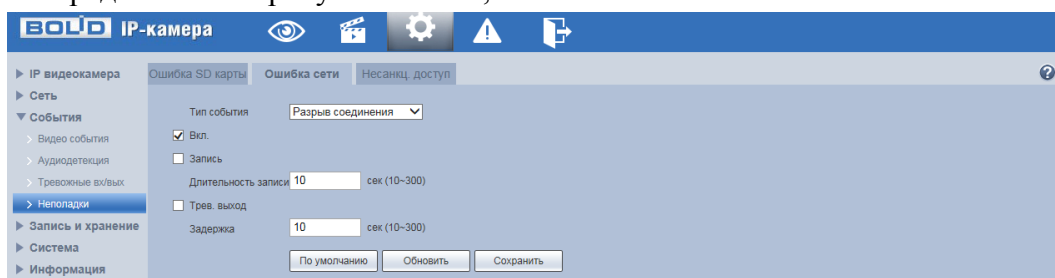 BOLID IP-камера
IP видеокамера
Сеть
События
Видео события
Аудиодетекция
Тревожные вх/вых
Неполадки
Запись и хранение
Система
Информация
Ошибка SD карты Ошибка сети Несанкц. доступ
Тип события Разрыв соединения
Вкл.
Запись
Длительность записи 10 сек (10~300)
Трев. выход
Задержка 10 сек (10~300)
По умолчанию Обновить Сохранить